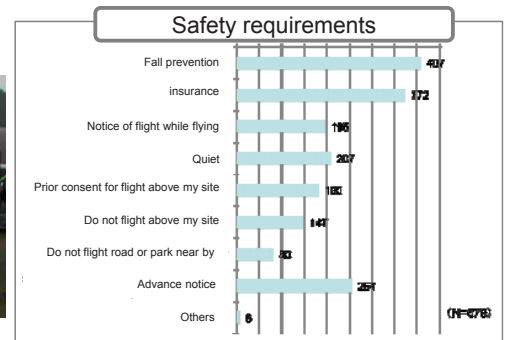 Safety requirements
Fall prevention 407
insurance 372
Notice of flight while flying
Quiet 207
Prior consent for flight above my site
Do not flight above my site 147
Do not flight road or park near by
Advance notice
Others 6